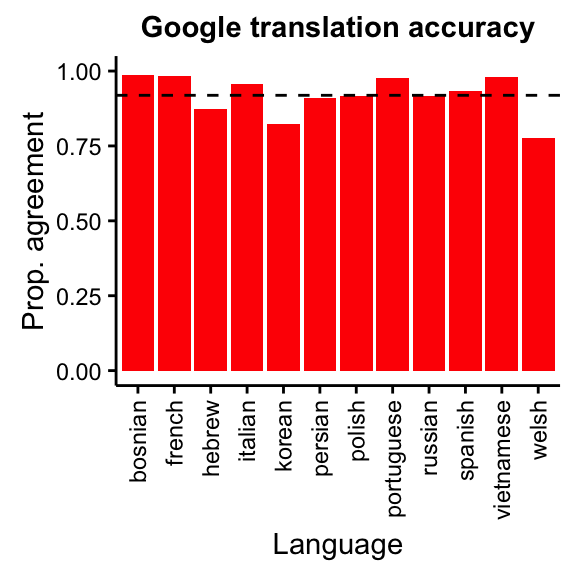 Google translation accuracy
Prop. agreement
1.00
0.75
0.50
0.25
0.00
bosnian
french
hebrew
italian
korean
persian
polish
portuguese
russian
spanish
vietnamese
welsh
Language